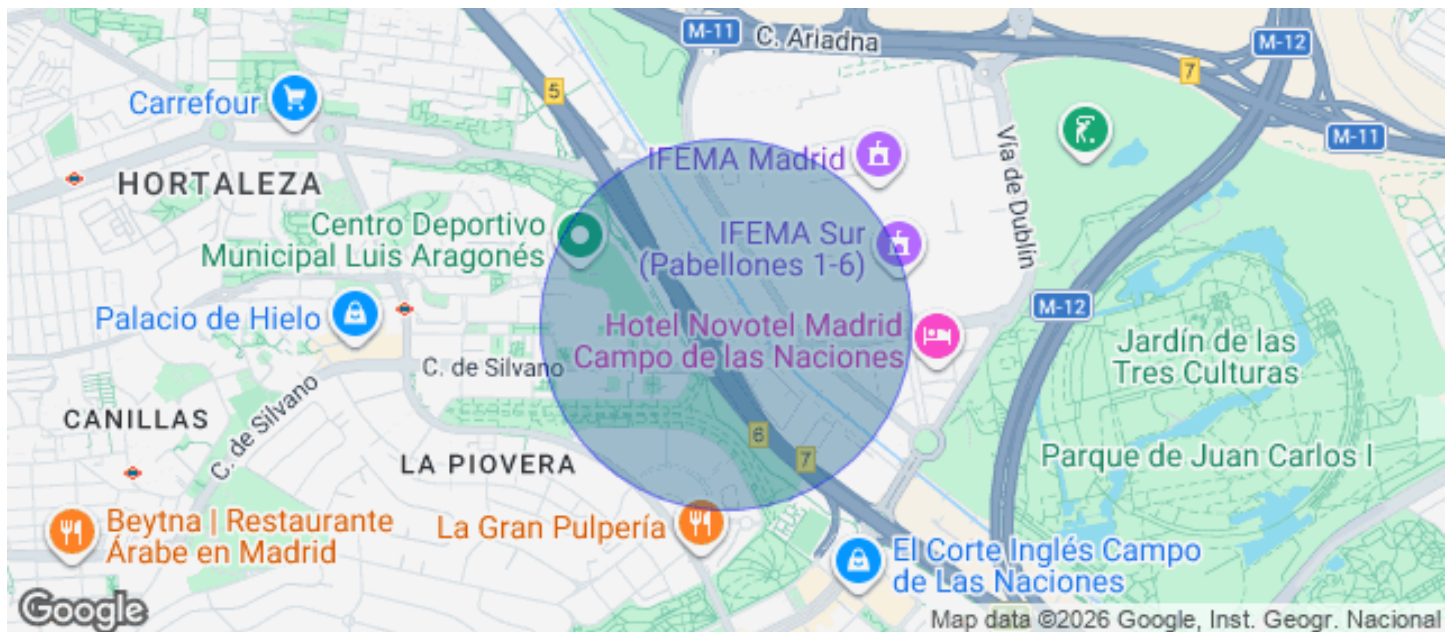 M-11
C. Ariadna
M-12
7
5
Carrefour
M-11
IFEMA Madrid
Vía de Dublín
HORTALEZA
Centro Deportivo
Municipal Luis Aragonés
IFEMA Sur
(Pabellones 1-6)
M-12
Palacio de Hielo
Hotel Novotel Madrid
Campo de las Naciones
Jardín de las
Tres Culturas
C. de Silvano
CANILLAS
C. de Silvano
6
7
LA PIOVERA
Parque de Juan Carlos I
Beytna | Restaurante
Árabe en Madrid
La Gran Pulpería
El Corte Inglés Campo
de Las Naciones
Google
Map data ©2026 Google, Inst. Geogr. Nacional